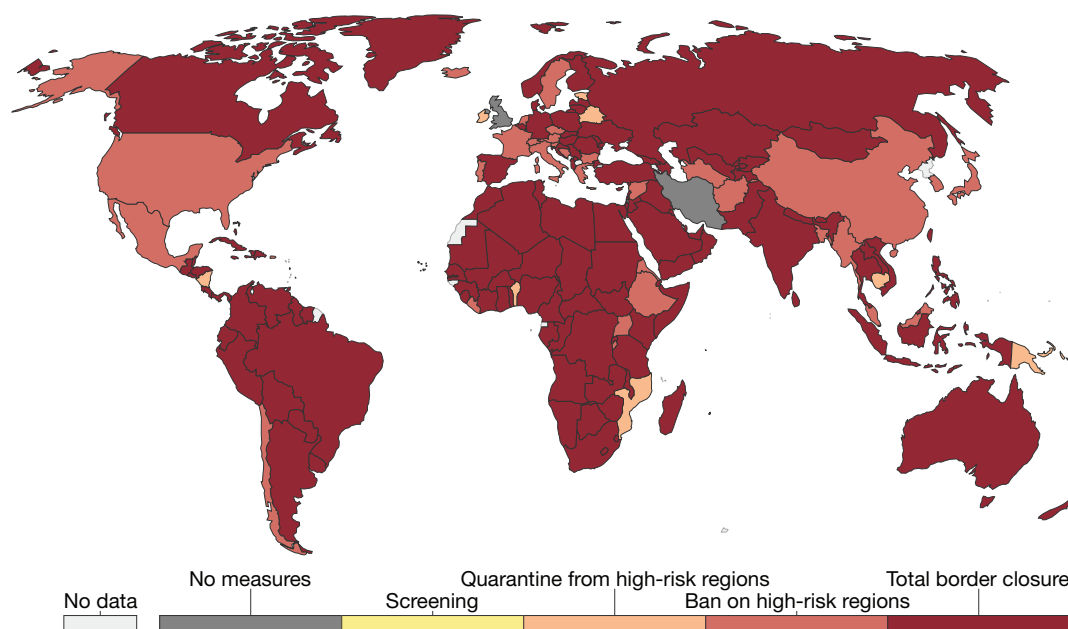 No measures
Quarantine from high-risk regions
Total border closure
No data
Screening
Ban on high-risk regions